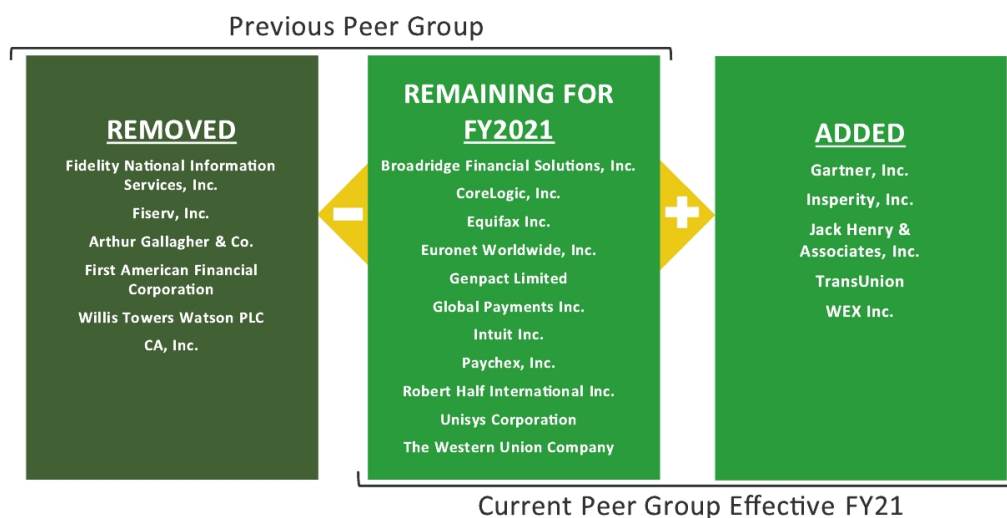 Previous Peer Group
REMOVED
Fidelity National Information
Services, Inc.
Fiserv, Inc.
Arthur Gallagher & Co.
First American Financial
Corporation
Willis Towers Watson PLC
CA, Inc.
REMAINING FOR
FY2021
Broadridge Financial Solutions, Inc.
CoreLogic, Inc.
Equifax Inc.
Euronet Worldwide, Inc.
Genpact Limited
Global Payments Inc.
Intuit Inc.
Paychex, Inc.
Robert Half International Inc.
Unisys Corporation
The Western Union Company
ADDED
Gartner, Inc.
Insperity, Inc.
Jack Henry &
Associates, Inc.
TransUnion
WEX Inc.
Current Peer Group Effective FY21